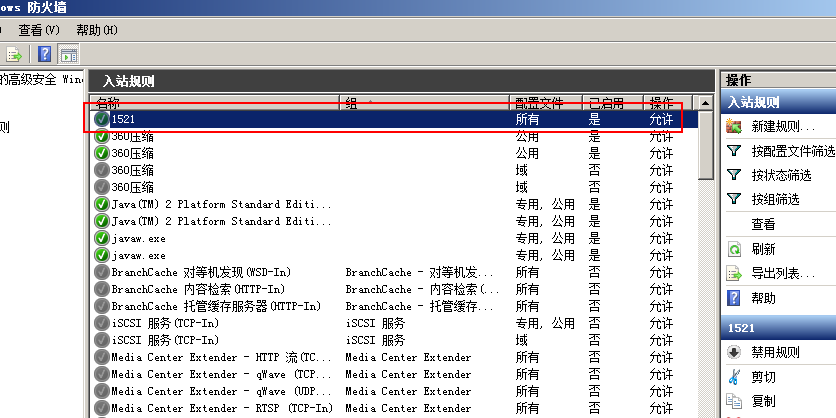 ows 防火墙
查看(V) 帮助(H)
的高级安全 Wind
则
入站规则
名称 组 配置文件 已启用 操作
1521 所有 是 允许
360压缩 公用 是 允许
360压缩 公用 是 允许
360压缩 域 否 允许
360压缩 域 否 允许
Java(TM) 2 Platform Standard Editi... 专用, 公用 是 允许
Java(TM) 2 Platform Standard Editi... 专用, 公用 是 允许
javaw.exe 专用, 公用 是 允许
javaw.exe 专用, 公用 是 允许
BranchCache 对等机发现(WSD-In) BranchCache - 对等机发... 所有 否 允许
BranchCache 内容检索(HTTP-In) BranchCache - 内容检索(... 所有 否 允许
BranchCache 托管缓存服务器(HTTP-In) BranchCache - 托管缓存... 所有 否 允许
iSCSI 服务(TCP-In) iSCSI 服务 专用, 公用 否 允许
iSCSI 服务(TCP-In) iSCSI 服务 域 否 允许
Media Center Extender - HTTP 流(TC... Media Center Extender 所有 否 允许
Media Center Extender - qWave (TCP... Media Center Extender 所有 否 允许
Media Center Extender - qWave (UDP... Media Center Extender 所有 否 允许
Media Center Extender - RTSP (TCP-In) Media Center Extender 所有 否 允许
操作
入站规则
新建规则...
按配置文件筛选
按状态筛选
按组筛选
查看
刷新
导出列表...
帮助
1521
禁用规则
剪切
复制